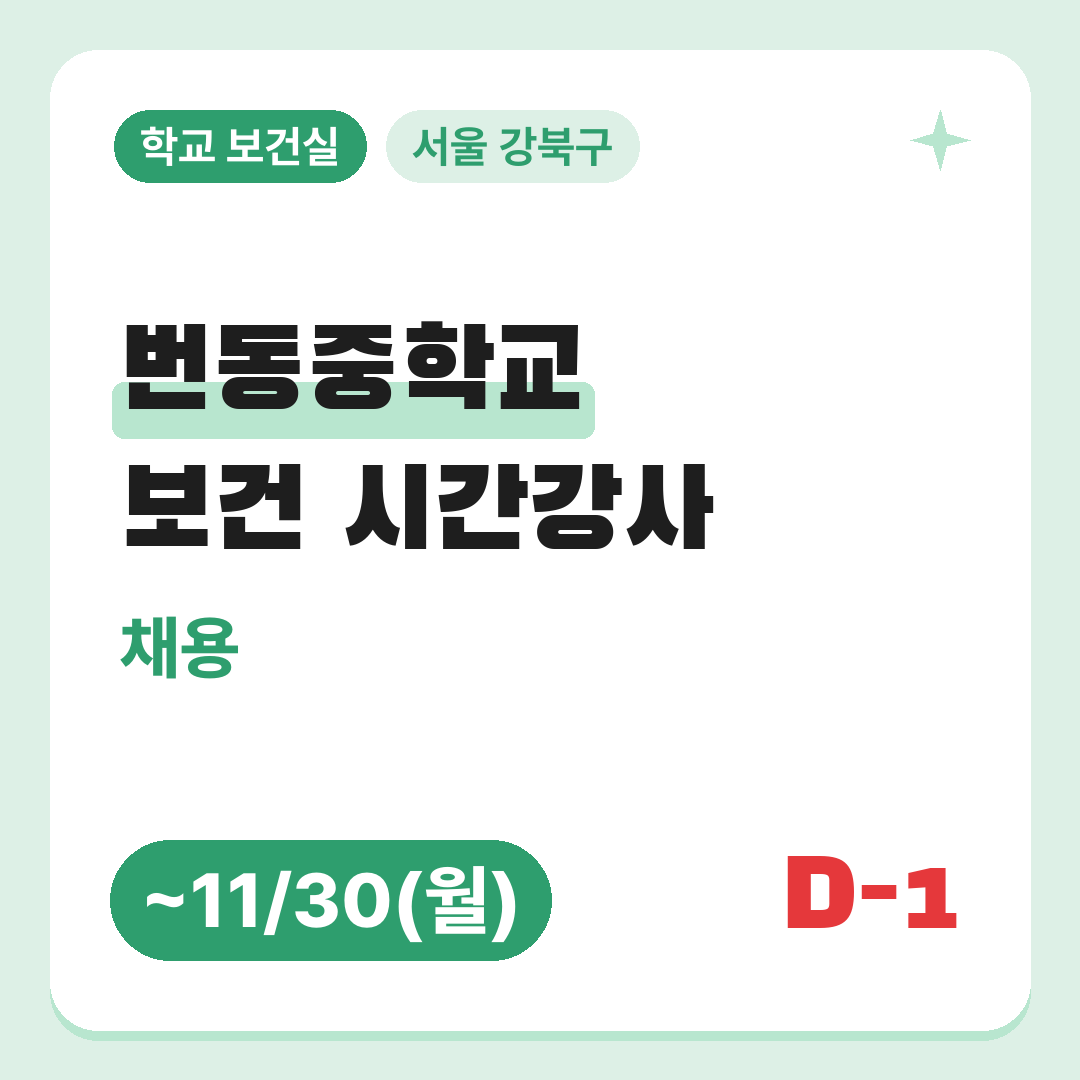 학교 보건실
서울 강북구
번동중학교
보건 시간강사
채용
~11/30(월)
D-1